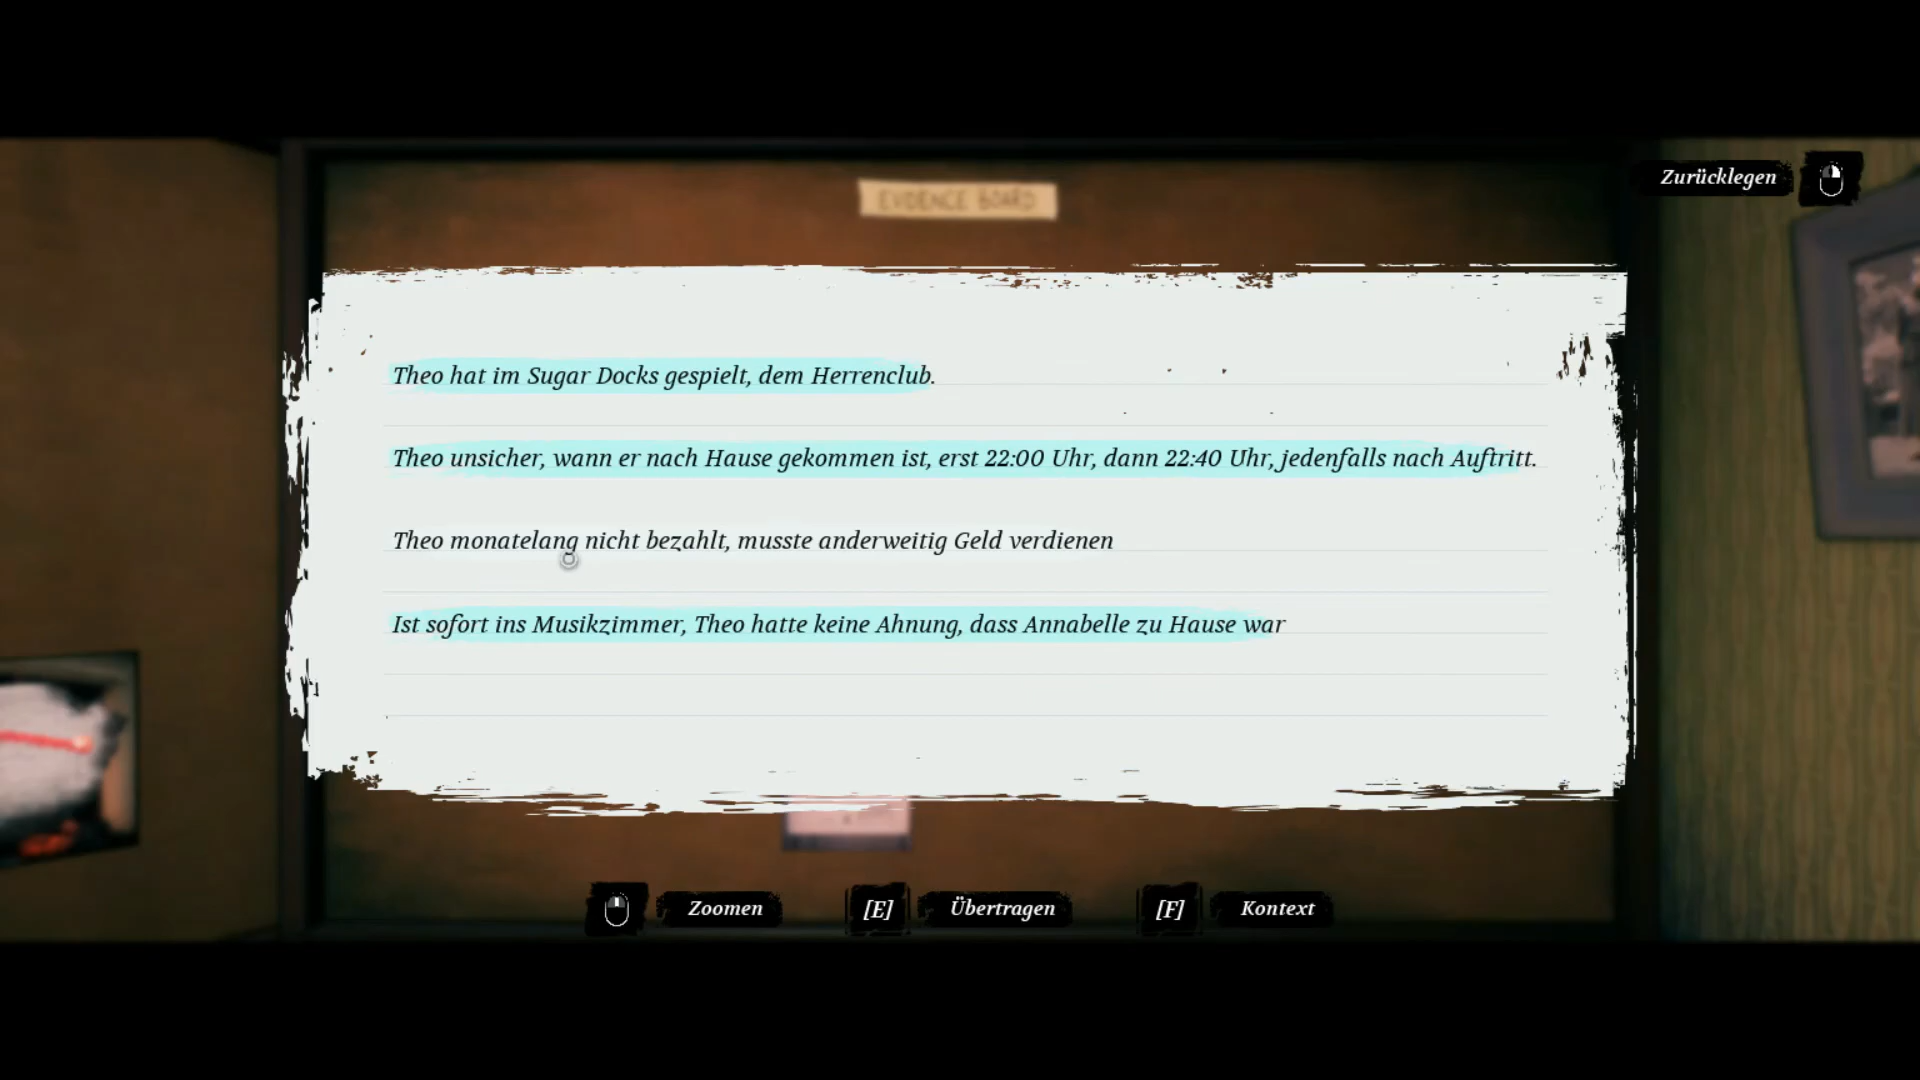 Zurücklegen
EVIDENCE BOARD
Theo hat im Sugar Docks gespielt, dem Herrenclub.
Theo unsicher, wann er nach Hause gekommen ist, erst 22:00 Uhr, dann 22:40 Uhr, jedenfalls nach Auftritt.
Theo monatelang nicht bezahlt, musste anderweitig Geld verdienen
Ist sofort ins Musikzimmer, Theo hatte keine Ahnung, dass Annabelle zu Hause war
Zoomen [E] Übertragen [F] Kontext